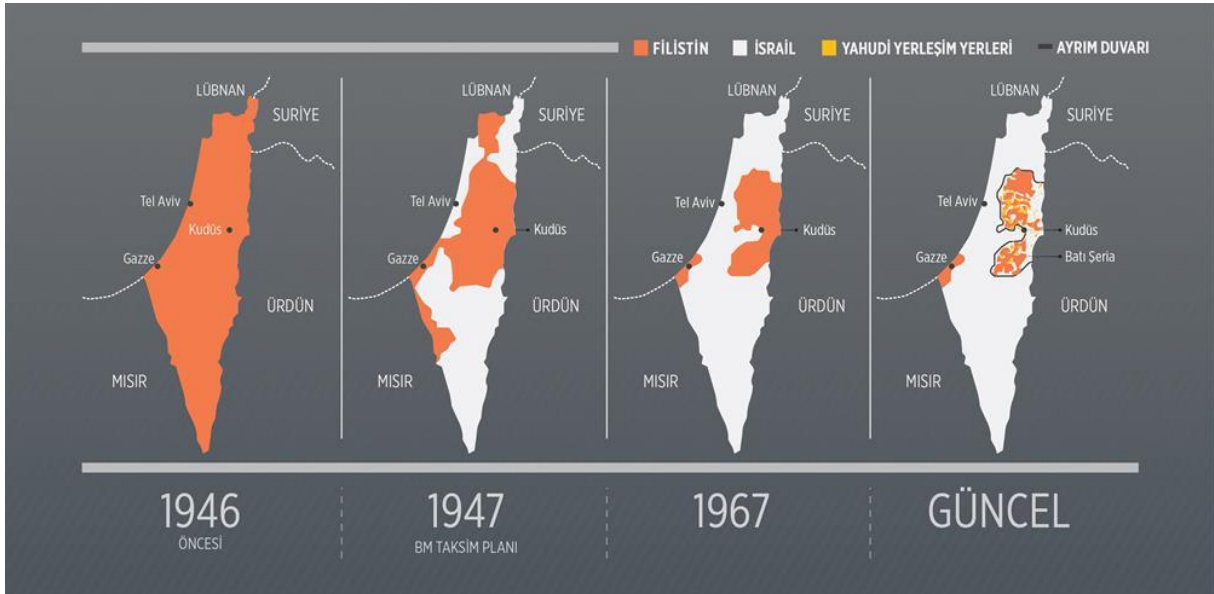 FİLİSTİN İSRAİL YAHUDİ YERLEŞİM YERLERİ AYRIM DUVARI
LÜBNAN
SURİYE
Tel Aviv
Kudüs
Gazze
ÜRDÜN
MISIR
1946
ÖNCESİ
LÜBNAN
SURİYE
Tel Aviv
Kudüs
Gazze
ÜRDÜN
MISIR
1947
BM TAKSİM PLANI
LÜBNAN
SURİYE
Tel Aviv
Kudüs
Gazze
ÜRDÜN
MISIR
1967
LÜBNAN
SURİYE
Tel Aviv
Kudüs
Gazze
Batı Şeria
ÜRDÜN
MISIR
GÜNCEL